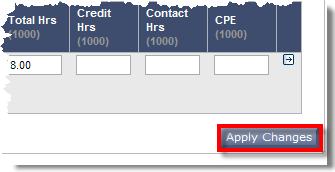 Total Hrs Credit Hrs Contact Hrs CPE
(1000) (1000) (1000) (1000)
8.00
Apply Changes